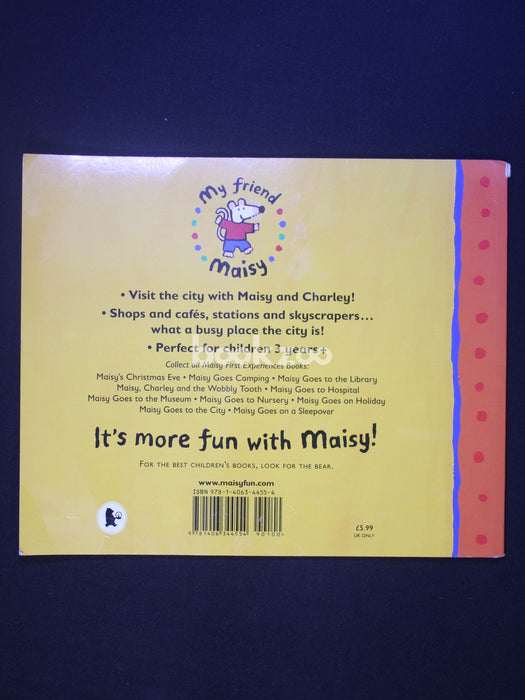 My friend
Maisy
• Visit the city with Maisy and Charley!
• Shops and cafés, stations and skyscrapers...
what a busy place the city is!
• Perfect for children 3 years+
bookzoo
Collect all Maisy First Experiences Books:
Maisy's Christmas Eve • Maisy Goes Camping • Maisy Goes to the Library
Maisy, Charley and the Wobbly Tooth • Maisy Goes to Hospital
Maisy Goes to the Museum • Maisy Goes to Nursery • Maisy Goes on Holiday
Maisy Goes to the City • Maisy Goes on a Sleepover
It's more fun with Maisy!
FOR THE BEST CHILDREN'S BOOKS, LOOK FOR THE BEAR.
www.maisyfun.com
ISBN 978-1-4063-4455-4
9 781406 344554
90100>
£5.99
UK ONLY